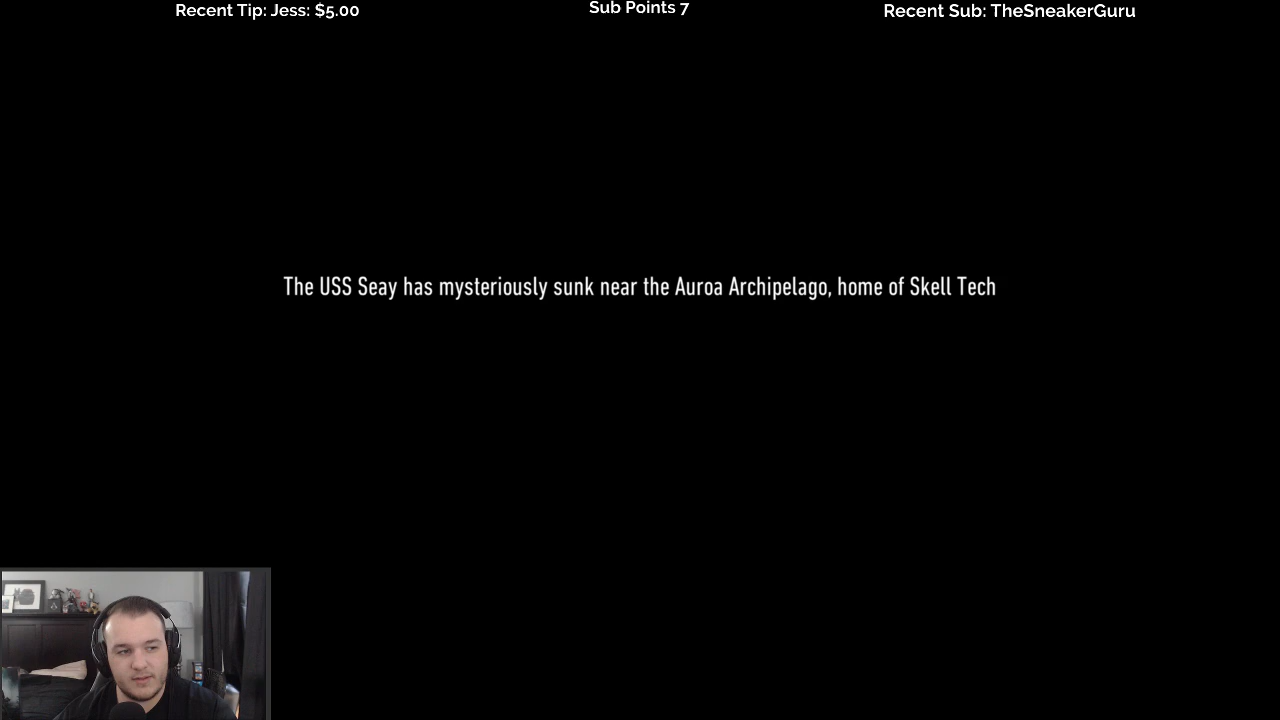 Recent Tip: Jess: $5.00
Sub Points 7
Recent Sub: TheSneakerGuru
The USS Seay has mysteriously sunk near the Auroa Archipelago, home of Skell Tech